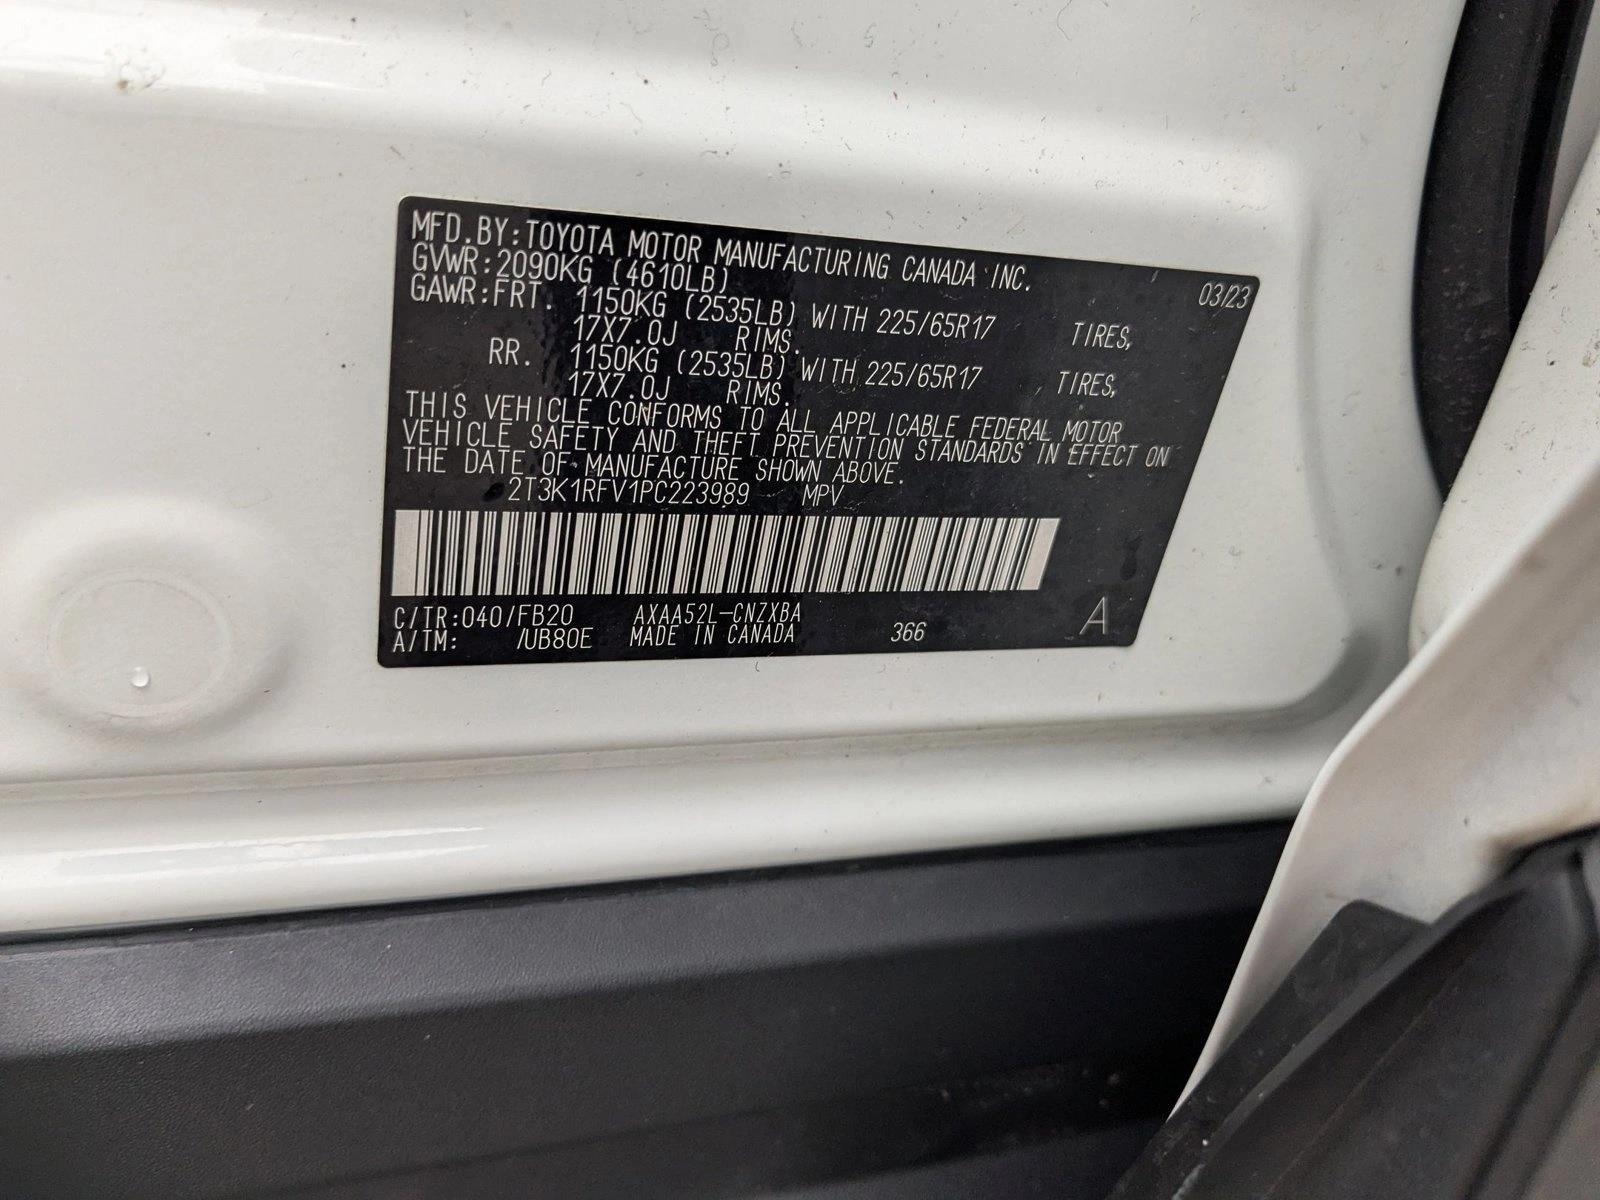 MFD.BY:TOYOTA MOTOR MANUFACTURING CANADA INC.
GVWR:2090KG (4610LB) 03/23
GAWR:FRT. 1150KG (2535LB) WITH 225/65R17 TIRES,
17X7.0J RIMS.
RR. 1150KG (2535LB) WITH 225/65R17 TIRES,
17X7.0J RIMS.
THIS VEHICLE CONFORMS TO ALL APPLICABLE FEDERAL MOTOR
VEHICLE SAFETY AND THEFT PREVENTION STANDARDS IN EFFECT ON
THE DATE OF MANUFACTURE SHOWN ABOVE.
2T3K1RFV1PC223989 MPV
C/TR:040/FB20 AXAA52L-CNZXBA
A/TM: /UB80E MADE IN CANADA 366 A